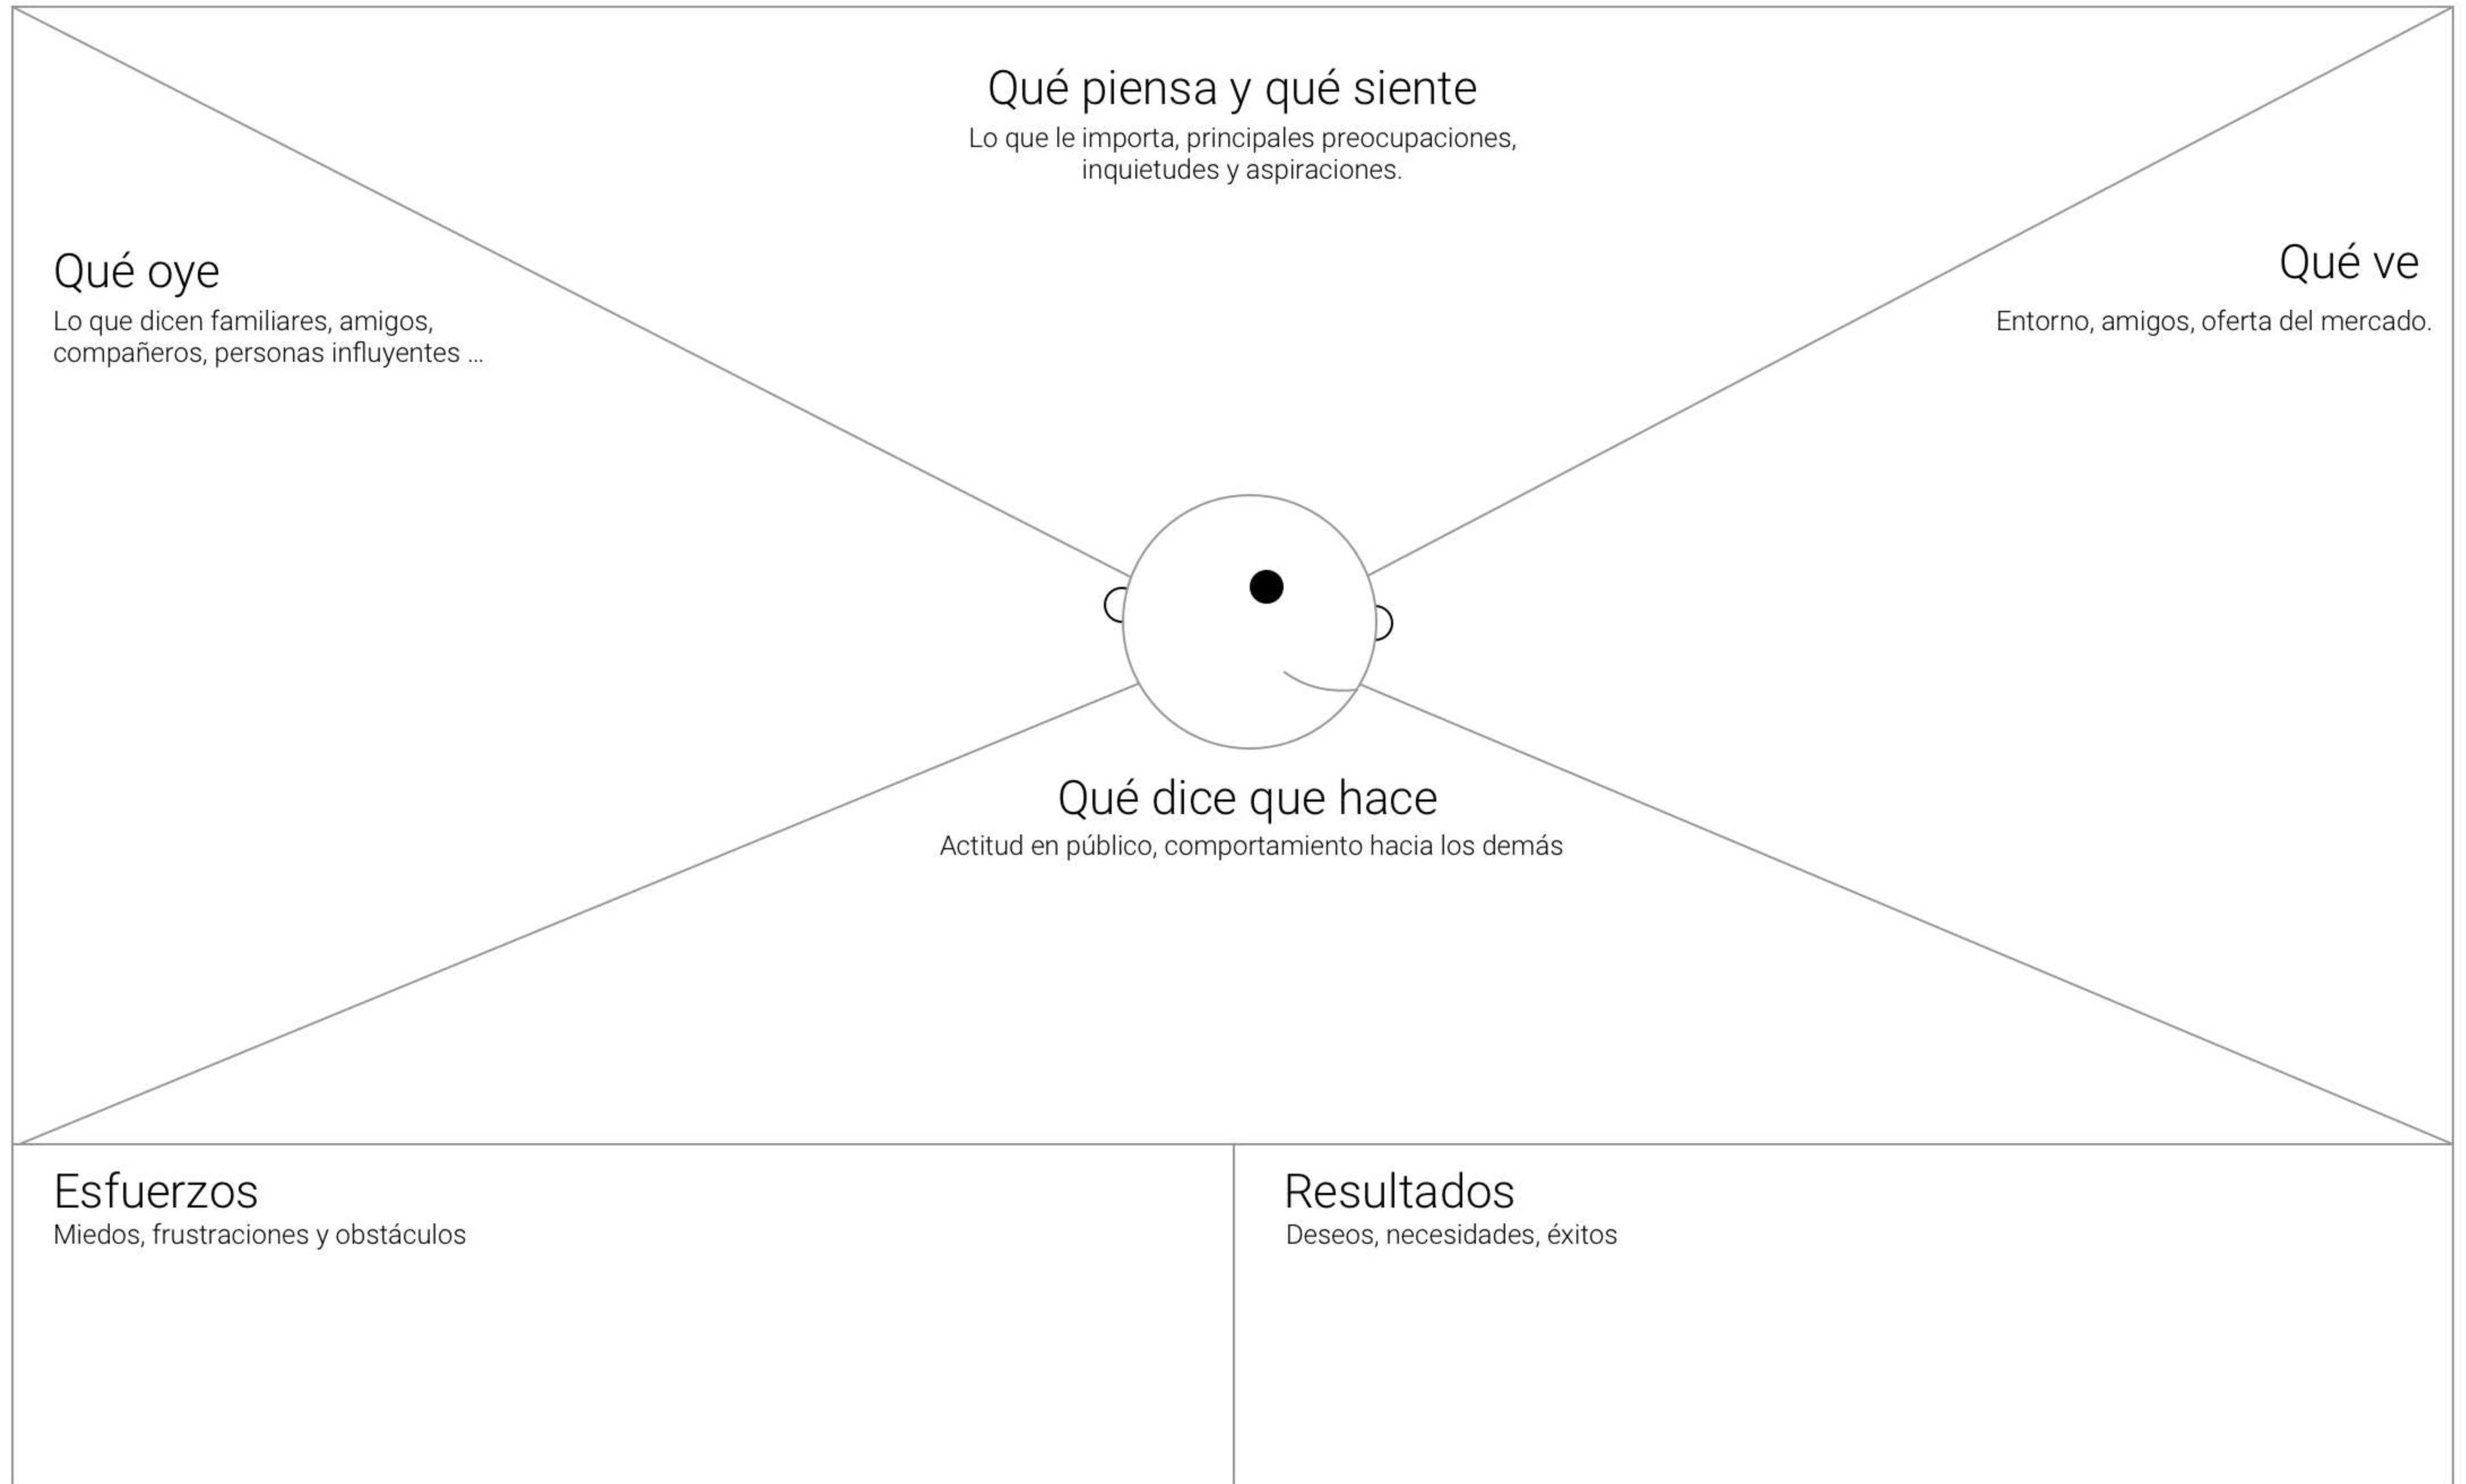 Qué piensa y qué siente
Lo que le importa, principales preocupaciones,
inquietudes y aspiraciones.
Qué oye
Lo que dicen familiares, amigos,
compañeros, personas influyentes ...
Qué ve
Entorno, amigos, oferta del mercado.
Qué dice que hace
Actitud en público, comportamiento hacia los demás
Esfuerzos
Miedos, frustraciones y obstáculos
Resultados
Deseos, necesidades, éxitos